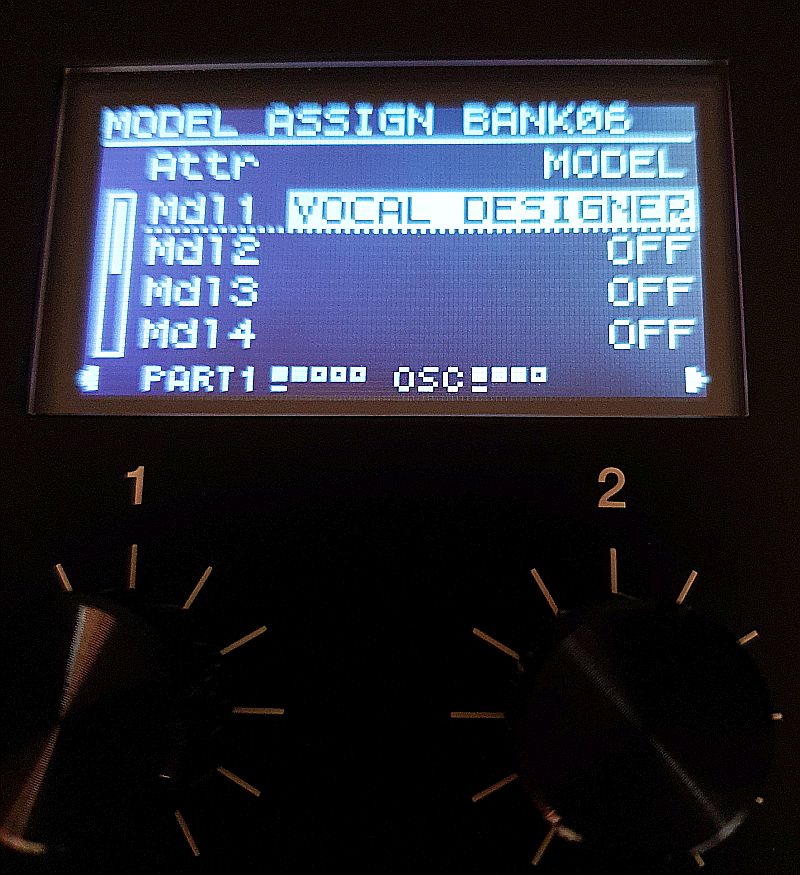 MODEL ASSIGN BANK06
Attr MODEL
Mdl1 VOCAL DESIGNER
Mdl2 OFF
Mdl3 OFF
Mdl4 OFF
PART1 OSC
1 2